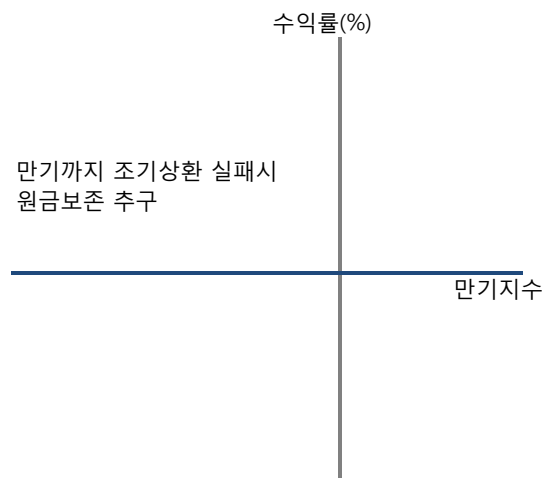 수익률(%)
만기까지 조기상환 실패시
원금보존 추구
만기지수